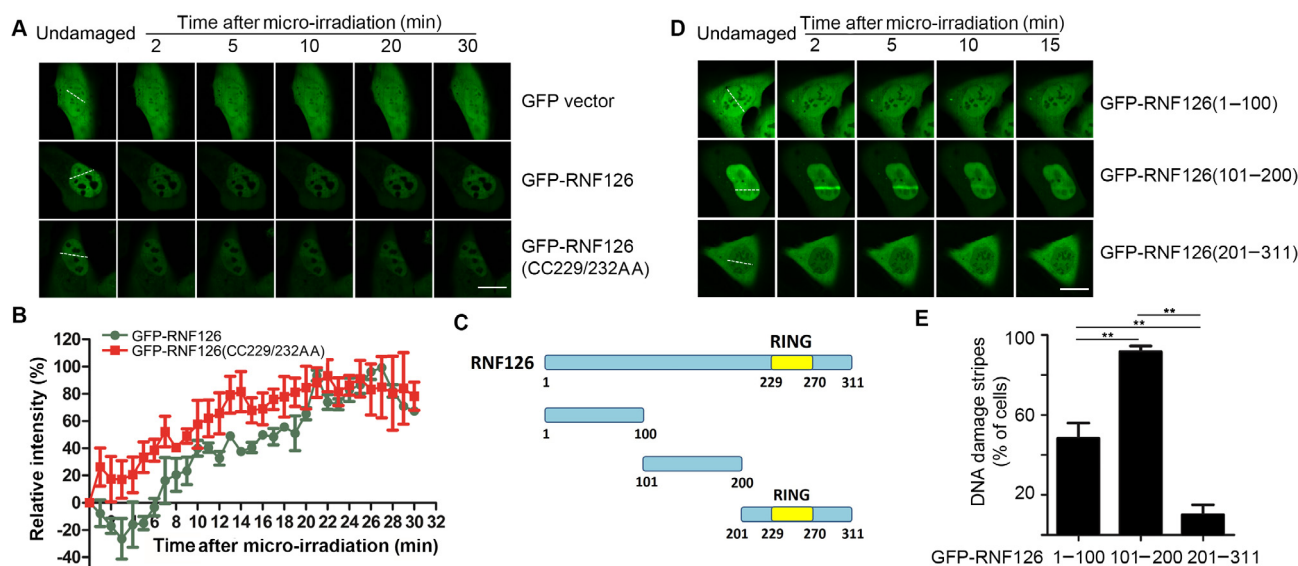 A
Time after micro-irradiation (min)
Undamaged 2 5 10 20 30
GFP vector
GFP-RNF126
GFP-RNF126
(CC229/232AA)
B
Relative intensity (%)
120
100
80
60
40
20
0
-20
-40
GFP-RNF126
GFP-RNF126(CC229/232AA)
2 4 6 8 10 12 14 16 18 20 22 24 26 28 30 32
Time after micro-irradiation (min)
C
RNF126
RING
1 229 270 311
1 100
101 200
RING
201 229 270 311
D
Time after micro-irradiation (min)
Undamaged 2 5 10 15
GFP-RNF126(1–100)
GFP-RNF126(101–200)
GFP-RNF126(201–311)
E
DNA damage stripes
(% of cells)
100
60
20
**
**
**
GFP-RNF126 1–100 101–200 201–311